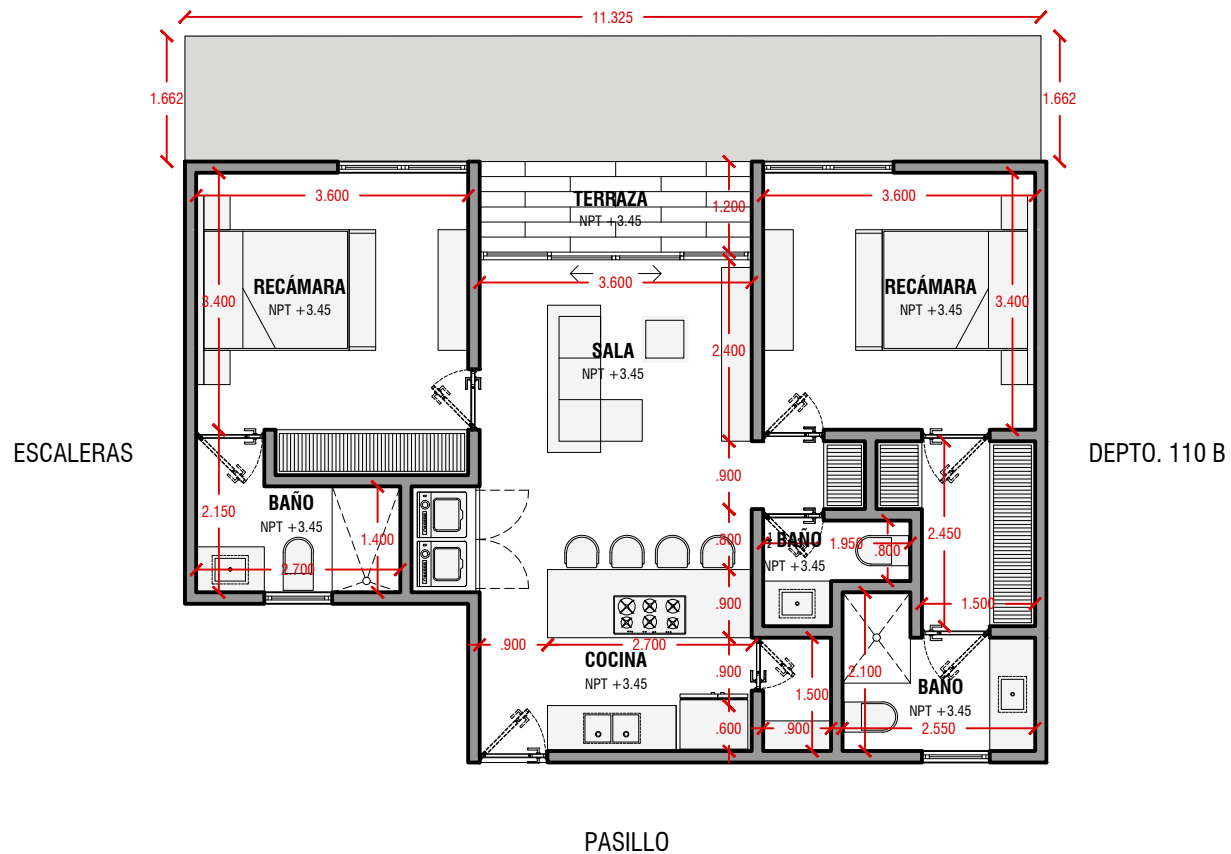 11.325
1.662
1.662
3.600
TERRAZA
NPT +3.45
1.200
3.600
3.400
RECÁMARA
NPT +3.45
3.600
RECÁMARA
NPT +3.45
3.400
SALA
NPT +3.45
2.400
ESCALERAS
DEPTO. 110 B
.900
2.150
BAÑO
NPT +3.45
1.400
2.700
.800
½ BAÑO
NPT +3.45
1.950
.800
2.450
1.500
.900
.900
2.700
COCINA
NPT +3.45
.900
.600
1.500
.900
2.100
BAÑO
NPT +3.45
2.550
PASILLO